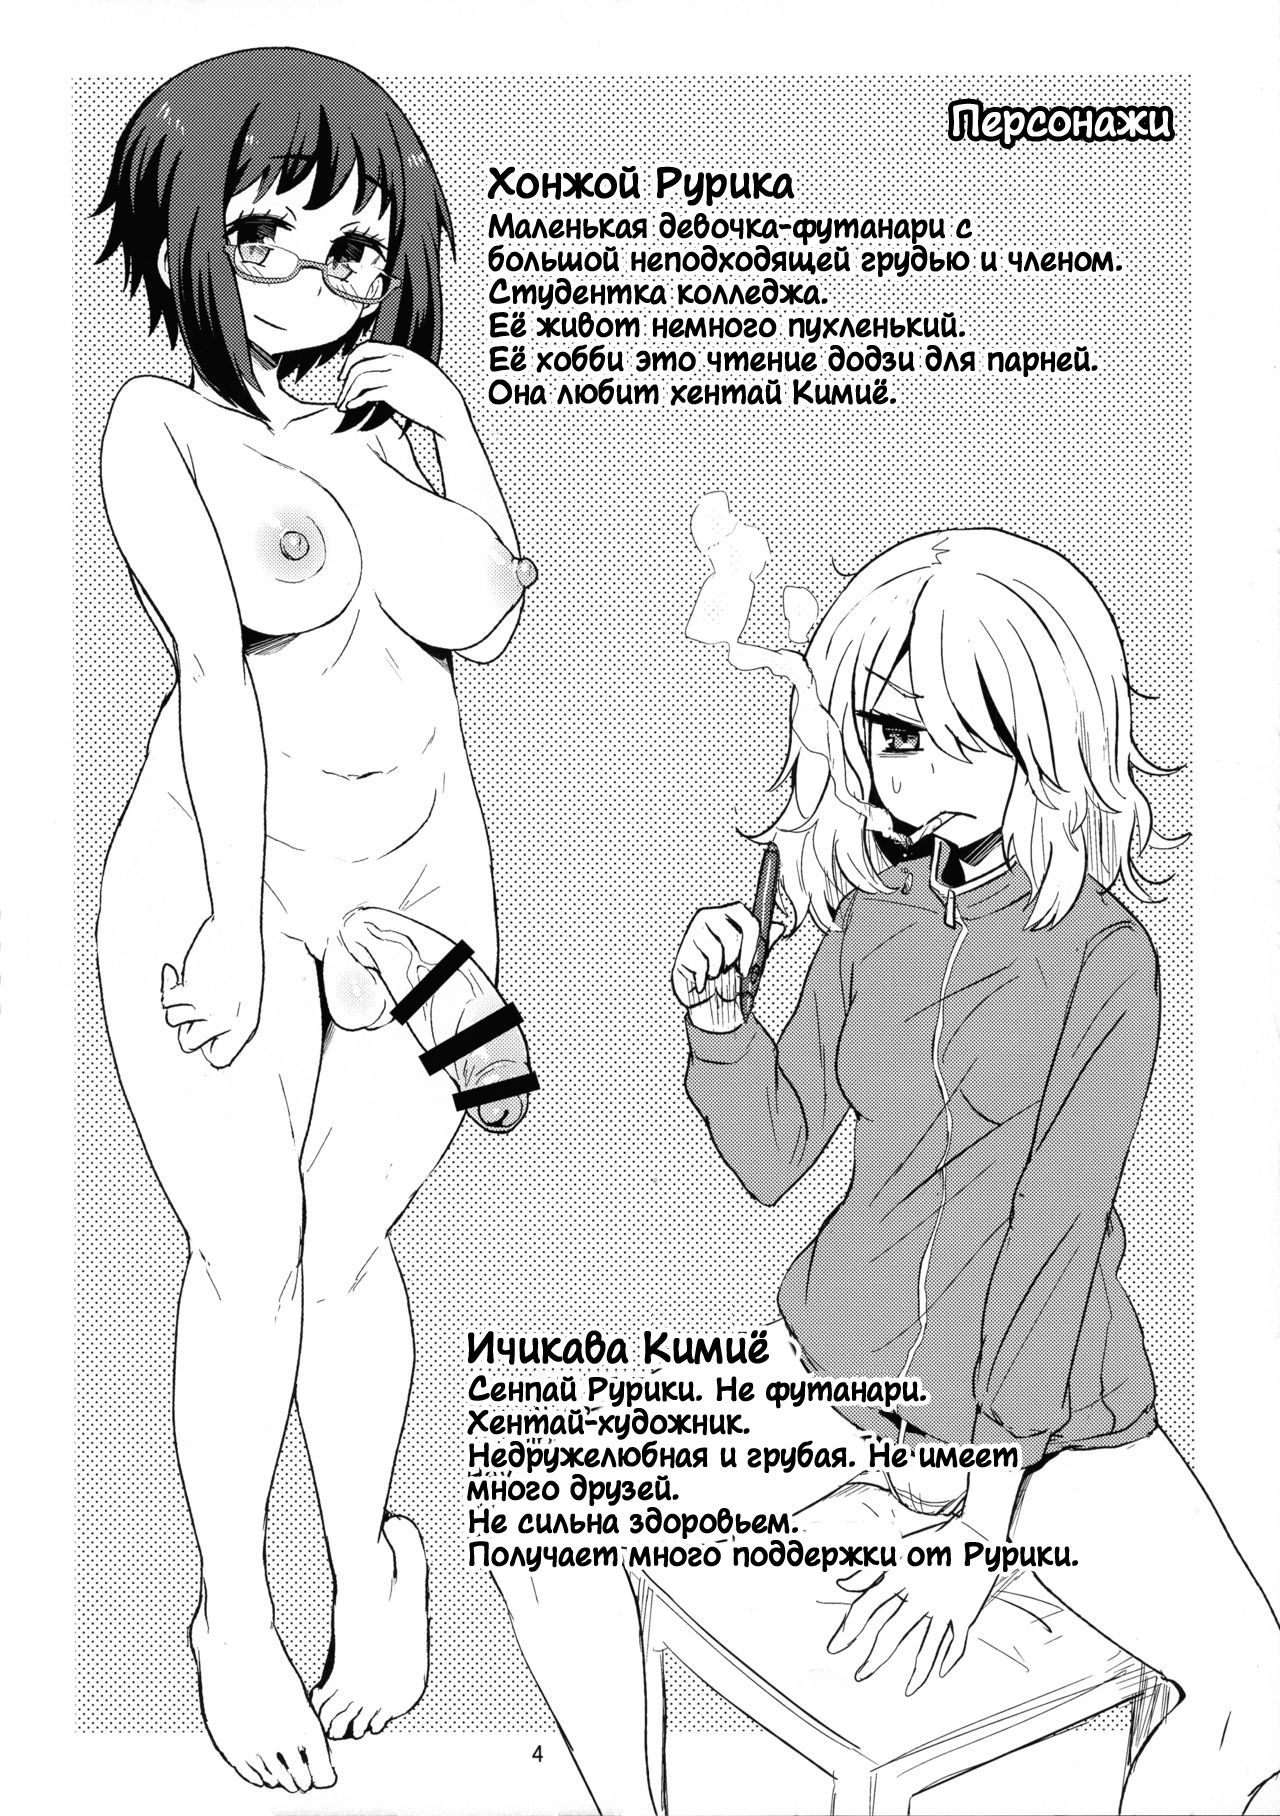 Персонажи
Хонжой Рурика
Маленькая девочка-футанари с
большой неподходящей грудью и членом.
Студентка колледжа.
Её живот немного пухленький.
Её хобби это чтение додзи для парней.
Она любит хентай Кимиё.
Ичикава Кимиё
Сенпай Рурики. Не футанари.
Хентай-художник.
Недружелюбная и грубая. Не имеет
много друзей.
Не сильна здоровьем.
Получает много поддержки от Рурики.
4